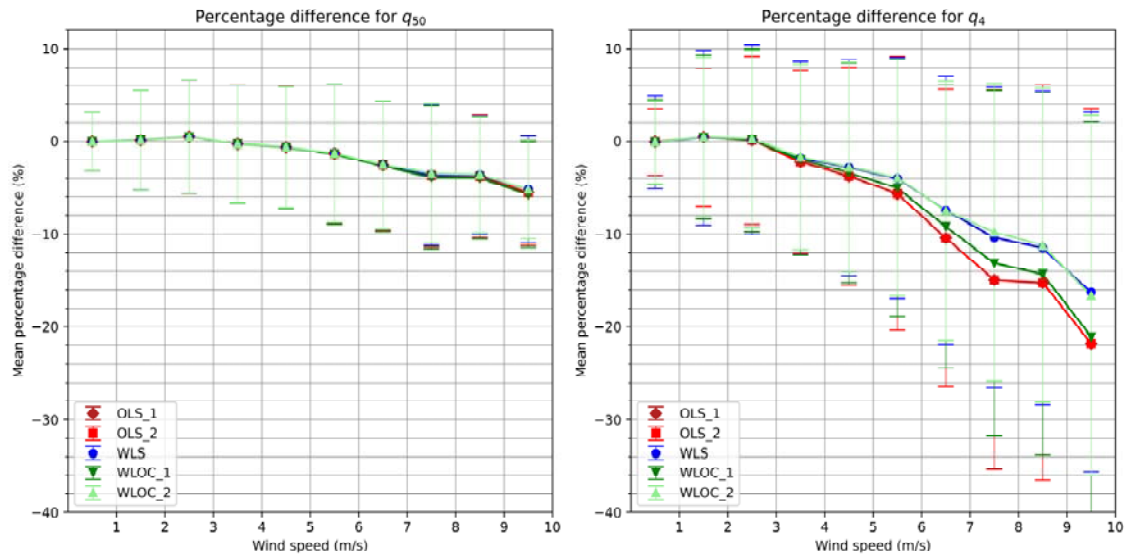 Percentage difference for q50
Mean percentage difference (%)
10
0
−10
−20
−30
−40
OLS_1
OLS_2
WLS
WLOC_1
WLOC_2
1 2 3 4 5 6 7 8 9 10
Wind speed (m/s)
Percentage difference for q4
Mean percentage difference (%)
10
0
−10
−20
−30
−40
OLS_1
OLS_2
WLS
WLOC_1
WLOC_2
1 2 3 4 5 6 7 8 9 10
Wind speed (m/s)